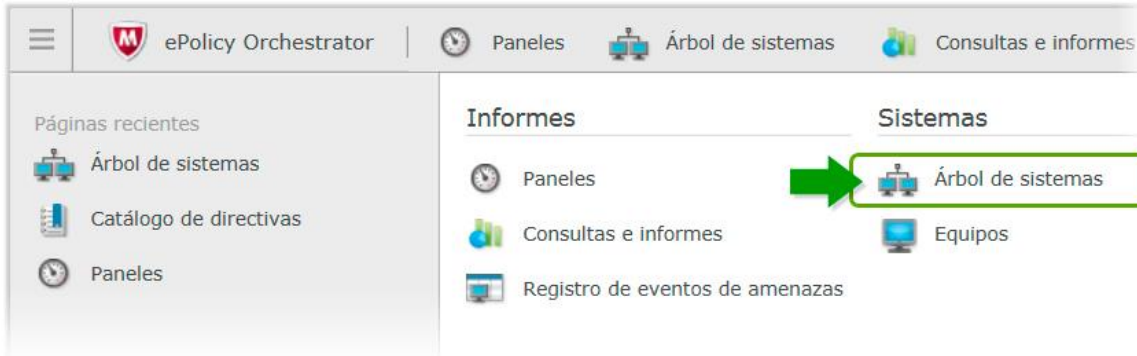 ePolicy Orchestrator
Paneles
Árbol de sistemas
Consultas e informes
Páginas recientes
Árbol de sistemas
Catálogo de directivas
Paneles
Informes
Paneles
Consultas e informes
Registro de eventos de amenazas
Sistemas
Árbol de sistemas
Equipos